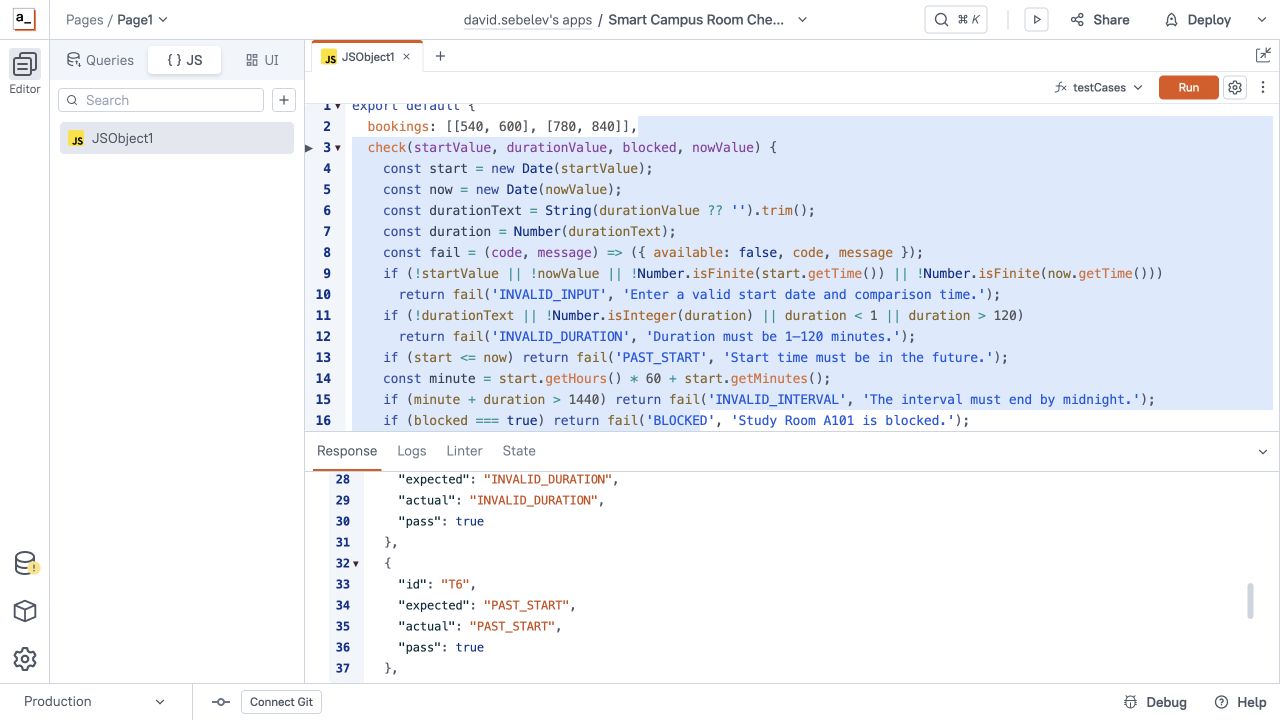 a_
Pages / Page1
david.sebelev's apps / Smart Campus Room Che...
⌘ K
Share
Deploy
Editor
Queries
{ } JS
UI
Search
JS JSObject1
JS JSObject1 ×
fx testCases
Run
1 export default {
2 bookings: [[540, 600], [780, 840]],
3 check(startValue, durationValue, blocked, nowValue) {
4 const start = new Date(startValue);
5 const now = new Date(nowValue);
6 const durationText = String(durationValue ?? '').trim();
7 const duration = Number(durationText);
8 const fail = (code, message) => ({ available: false, code, message });
9 if (!startValue || !nowValue || !Number.isFinite(start.getTime()) || !Number.isFinite(now.getTime()))
10 return fail('INVALID_INPUT', 'Enter a valid start date and comparison time.');
11 if (!durationText || !Number.isInteger(duration) || duration < 1 || duration > 120)
12 return fail('INVALID_DURATION', 'Duration must be 1–120 minutes.');
13 if (start <= now) return fail('PAST_START', 'Start time must be in the future.');
14 const minute = start.getHours() * 60 + start.getMinutes();
15 if (minute + duration > 1440) return fail('INVALID_INTERVAL', 'The interval must end by midnight.');
16 if (blocked === true) return fail('BLOCKED', 'Study Room A101 is blocked.');
Response Logs Linter State
28 "expected": "INVALID_DURATION",
29 "actual": "INVALID_DURATION",
30 "pass": true
31 },
32 {
33 "id": "T6",
34 "expected": "PAST_START",
35 "actual": "PAST_START",
36 "pass": true
37 },
Production
Connect Git
Debug
Help